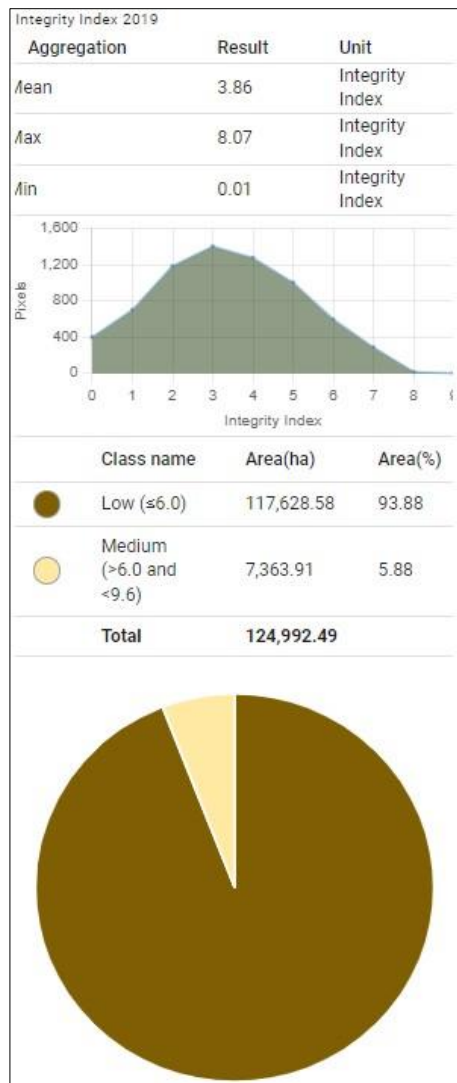 Integrity Index 2019
Aggregation Result Unit
Mean 3.86 Integrity Index
Max 8.07 Integrity Index
Min 0.01 Integrity Index
1,600
1,200
800
400
0
Pixels
0 1 2 3 4 5 6 7 8
Integrity Index
Class name Area(ha) Area(%)
Low (≤6.0) 117,628.58 93.88
Medium
(>6.0 and 7,363.91 5.88
<9.6)
Total 124,992.49